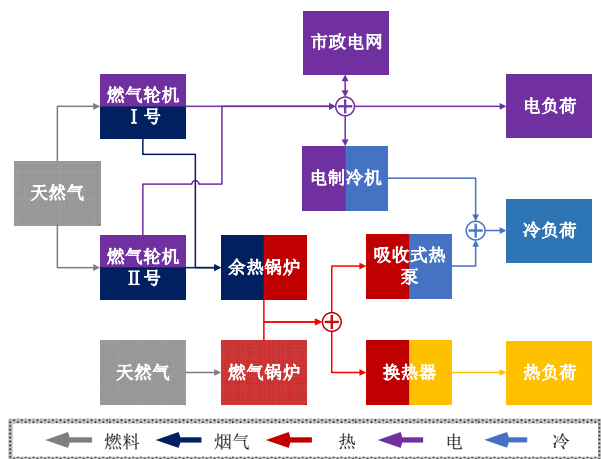 市政电网
燃气轮机
Ⅰ号
电负荷
电制冷机
天然气
冷负荷
燃气轮机
Ⅱ号
余热锅炉
吸收式热
泵
天然气
燃气锅炉
换热器
热负荷
燃料 烟气 热 电 冷